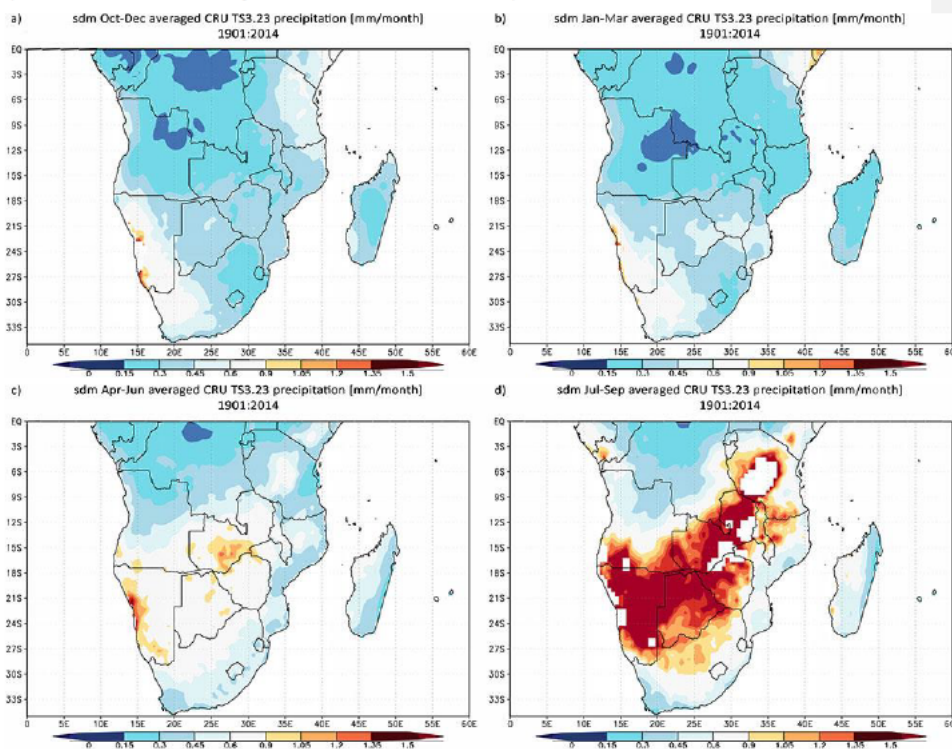 a) sdm Oct-Dec averaged CRU TS3.23 precipitation [mm/month]
1901:2014
EQ
3S
6S
9S
12S
15S
18S
21S
24S
27S
30S
33S
0 5E 10E 15E 20E 25E 30E 35E 40E 45E 50E 55E 60E
0 0.15 0.3 0.45 0.6 0.9 1.05 1.2 1.35 1.5
b) sdm Jan-Mar averaged CRU TS3.23 precipitation [mm/month]
1901:2014
EQ
3S
6S
9S
12S
15S
18S
21S
24S
27S
30S
33S
0 5E 10E 15E 20E 25E 30E 35E 40E 45E 50E 55E 60E
0 0.15 0.3 0.45 0.6 0.9 1.05 1.2 1.35 1.5
c) sdm Apr-Jun averaged CRU TS3.23 precipitation [mm/month]
1901:2014
EQ
3S
6S
9S
12S
15S
18S
21S
24S
27S
30S
33S
0 5E 10E 15E 20E 25E 30E 35E 40E 45E 50E 55E 60E
0 0.15 0.3 0.45 0.6 0.9 1.05 1.2 1.35 1.5
d) sdm Jul-Sep averaged CRU TS3.23 precipitation [mm/month]
1901:2014
EQ
3S
6S
9S
12S
15S
18S
21S
24S
27S
30S
33S
0 5E 10E 15E 20E 25E 30E 35E 40E 45E 50E 55E 60E
0 0.15 0.3 0.45 0.6 0.9 1.05 1.2 1.35 1.5